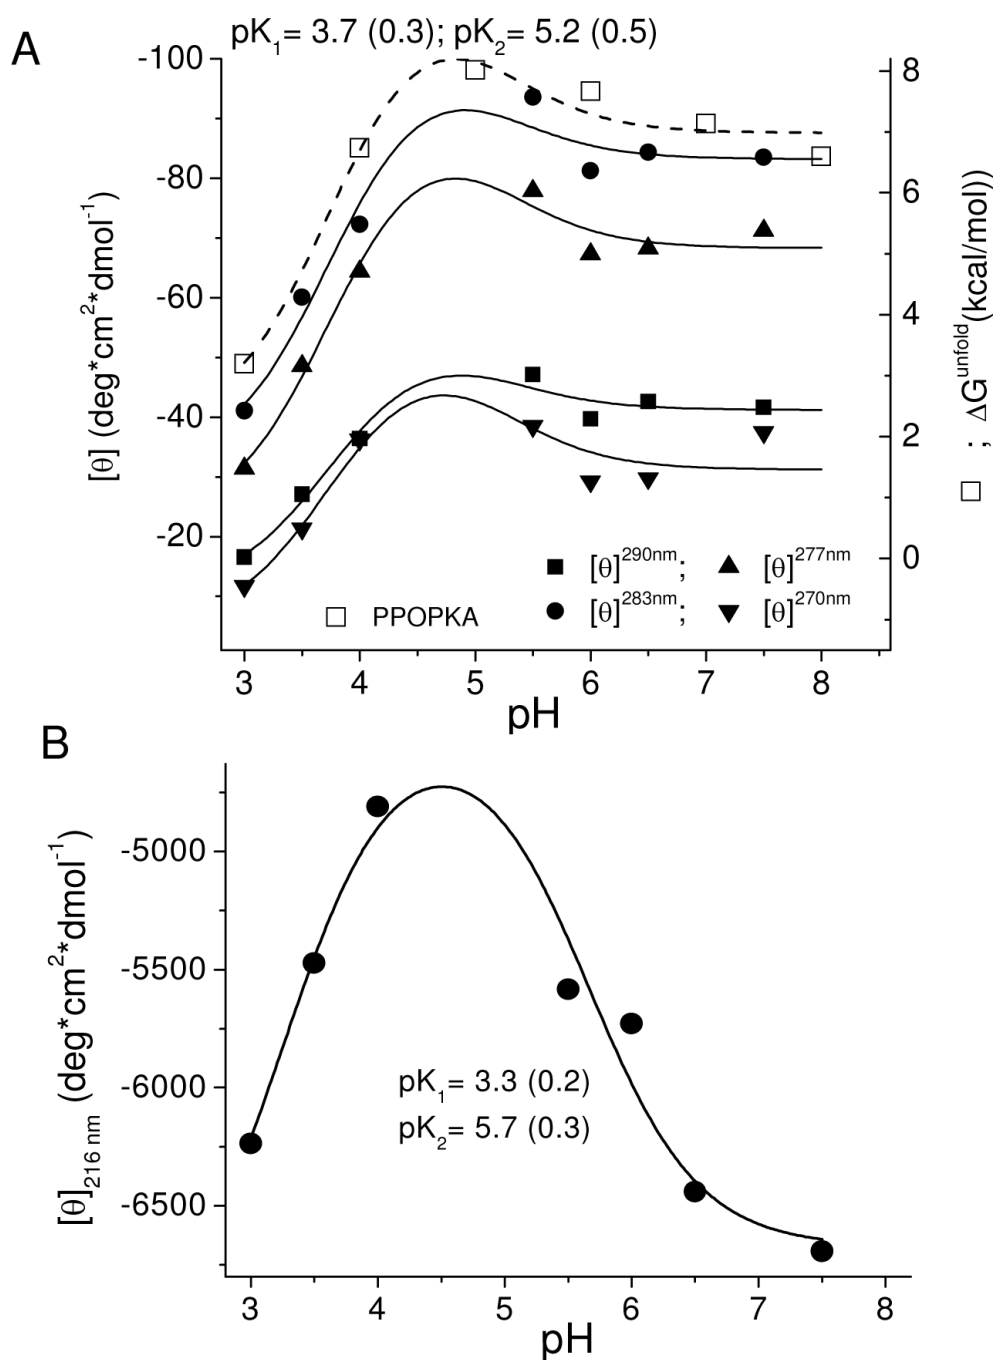 A
pK₁= 3.7 (0.3); pK₂= 5.2 (0.5)
-100
-80
-60
-40
-20
[θ] (deg*cm²*dmol⁻¹)
8
6
4
2
0
□ ; ΔG^unfold(kcal/mol))
■ [θ]²⁹⁰ⁿᵐ; ▲ [θ]²⁷⁷ⁿᵐ
● [θ]²⁸³ⁿᵐ; ▼ [θ]²⁷⁰ⁿᵐ
□ PPOPKA
3 4 5 6 7 8
pH
B
-5000
-5500
-6000
-6500
[θ]₂₁₆ ₙₘ (deg*cm²*dmol⁻¹)
pK₁= 3.3 (0.2)
pK₂= 5.7 (0.3)
3 4 5 6 7 8
pH